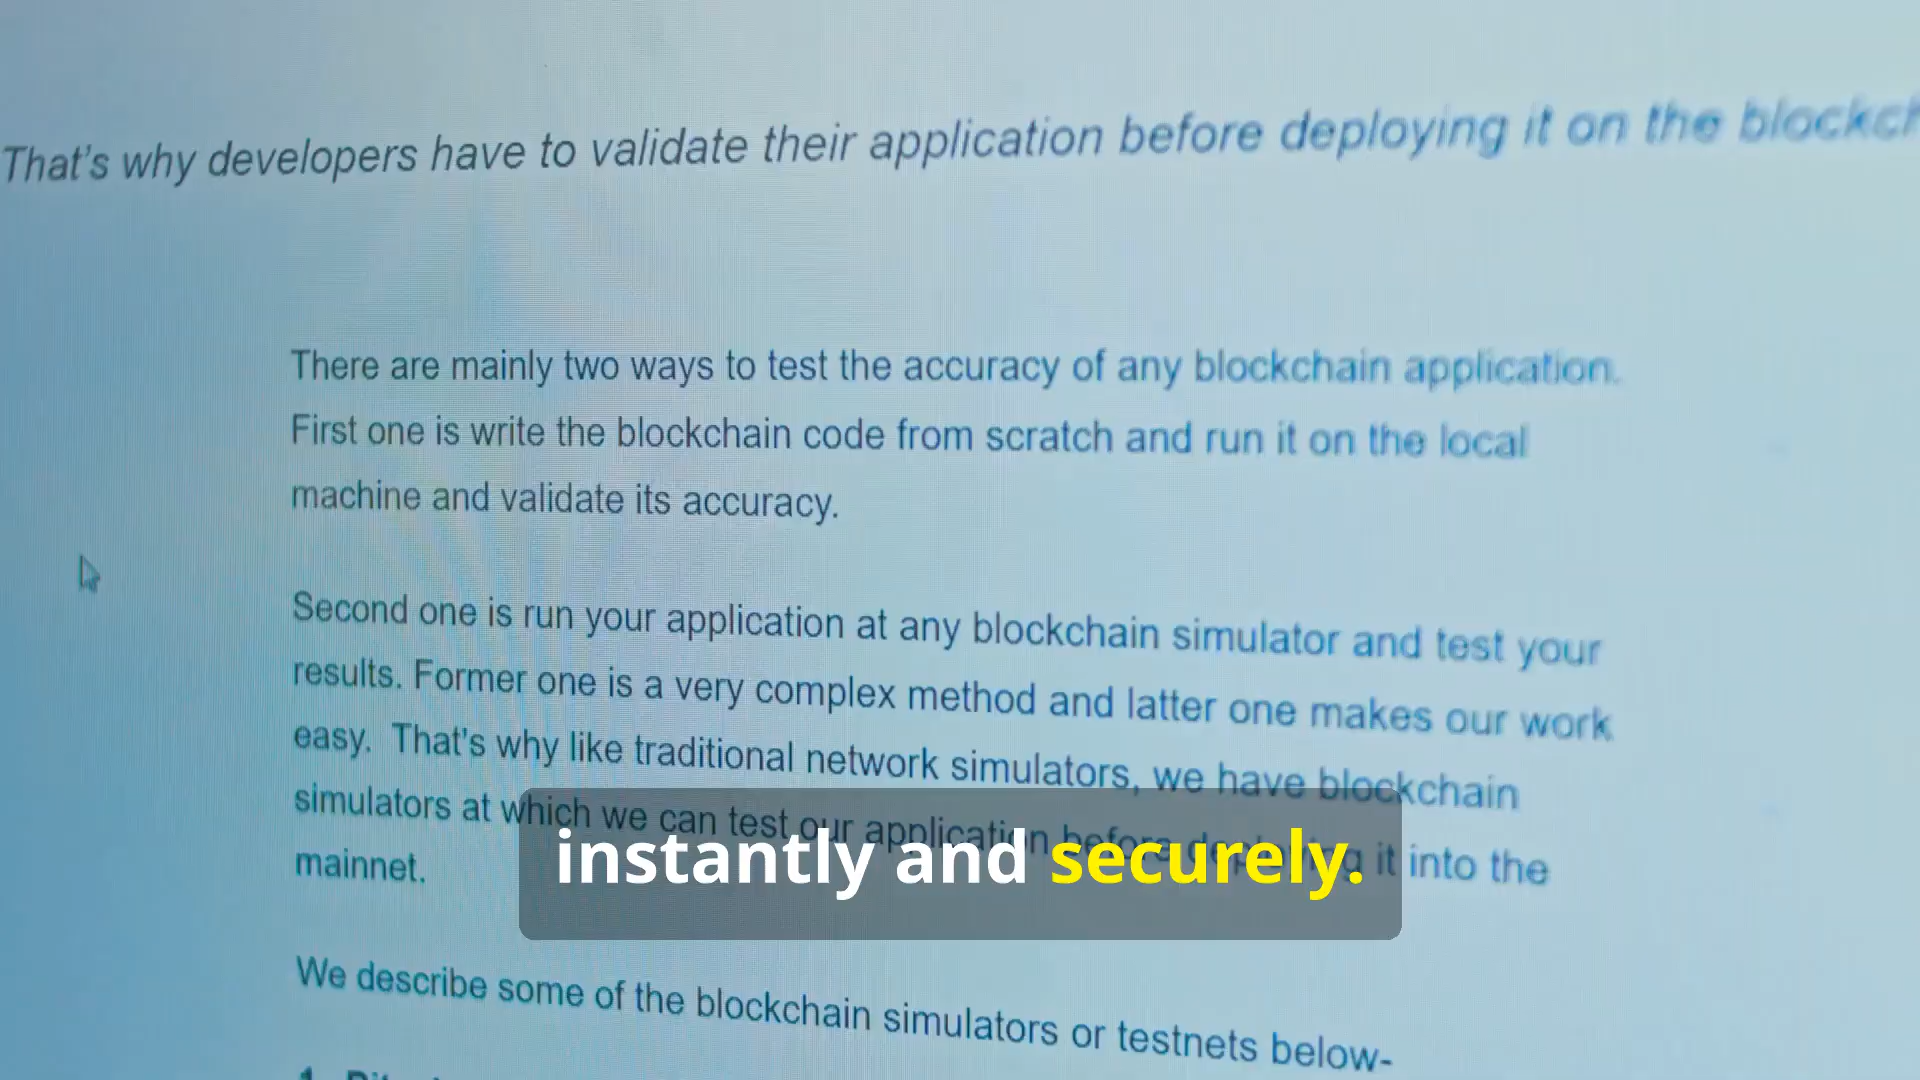 That's why developers have to validate their application before deploying it on the
There are mainly two ways to test the accuracy of any blockchain application.
First one is write the blockchain code from scratch and run it on the local
machine and validate its accuracy.
Second one is run your application at any blockchain simulator and test your
results. Former one is a very complex method and latter one makes our work
easy. That's why like traditional network simulators, we have blockchain
simulators at which we can test our application before deploying it into the
mainnet.
instantly and securely.
We describe some of the blockchain simulators or testnets below-